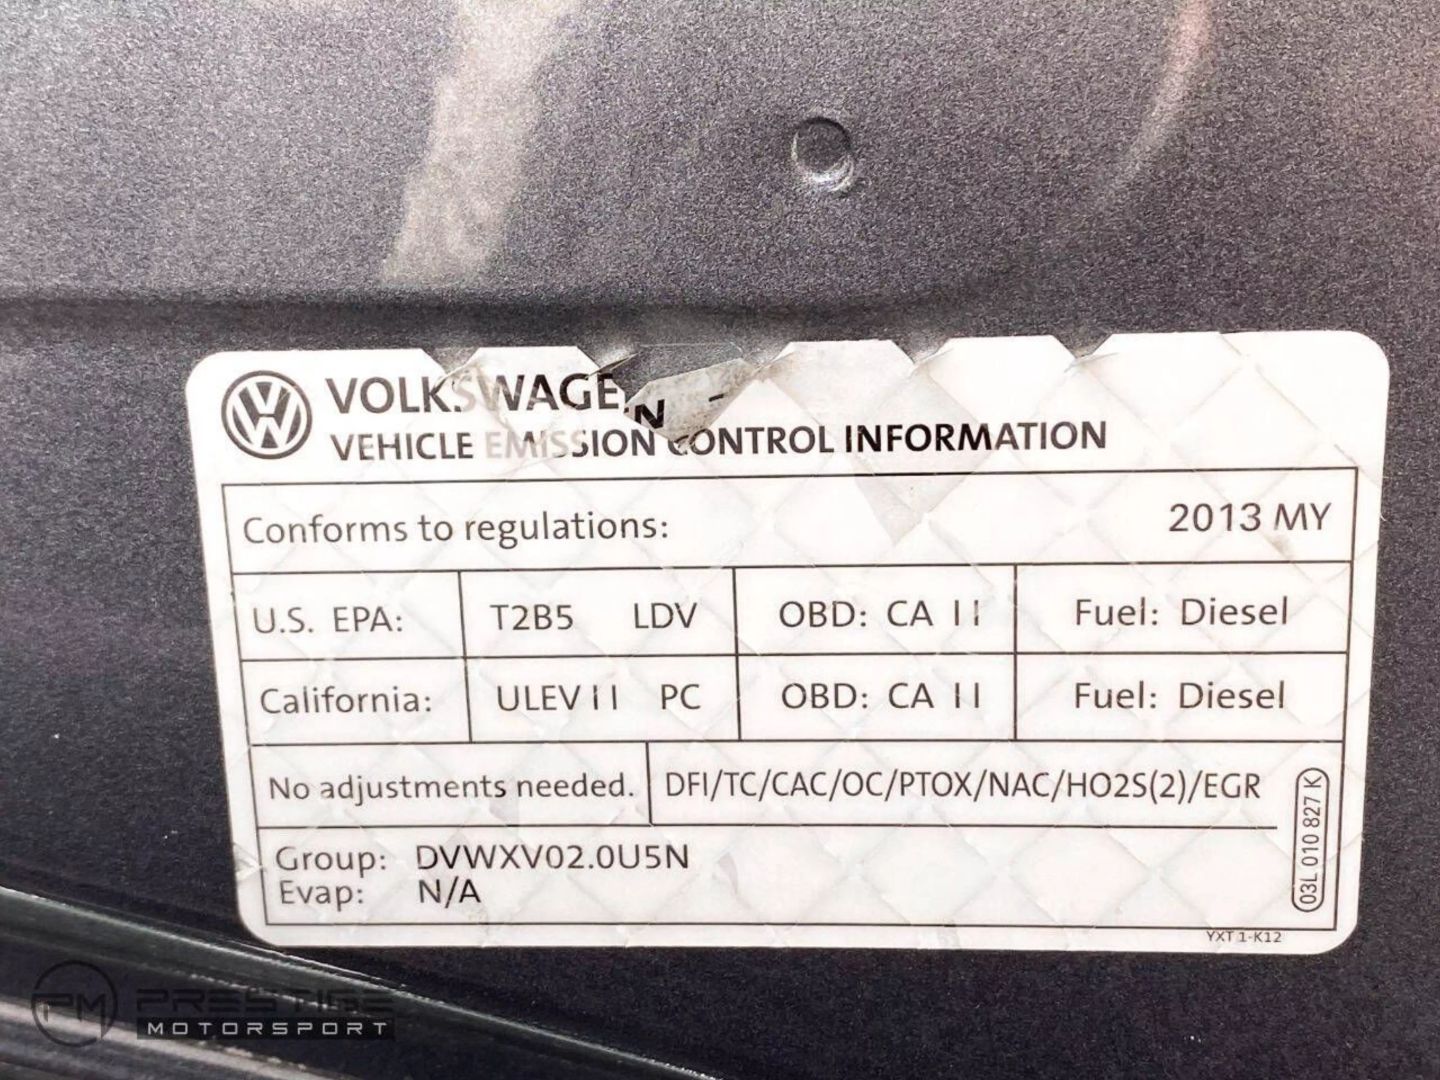 VOLKSWAGEN -
VEHICLE EMISSION CONTROL INFORMATION
Conforms to regulations: 2013 MY
U.S. EPA: T2B5 LDV OBD: CA II Fuel: Diesel
California: ULEV II PC OBD: CA II Fuel: Diesel
No adjustments needed. DFI/TC/CAC/OC/PTOX/NAC/HO2S(2)/EGR
Group: DVWXV02.0U5N
Evap: N/A
03L 010 827 K
YXT 1-K12
PM PRESTIGE
MOTORSPORT